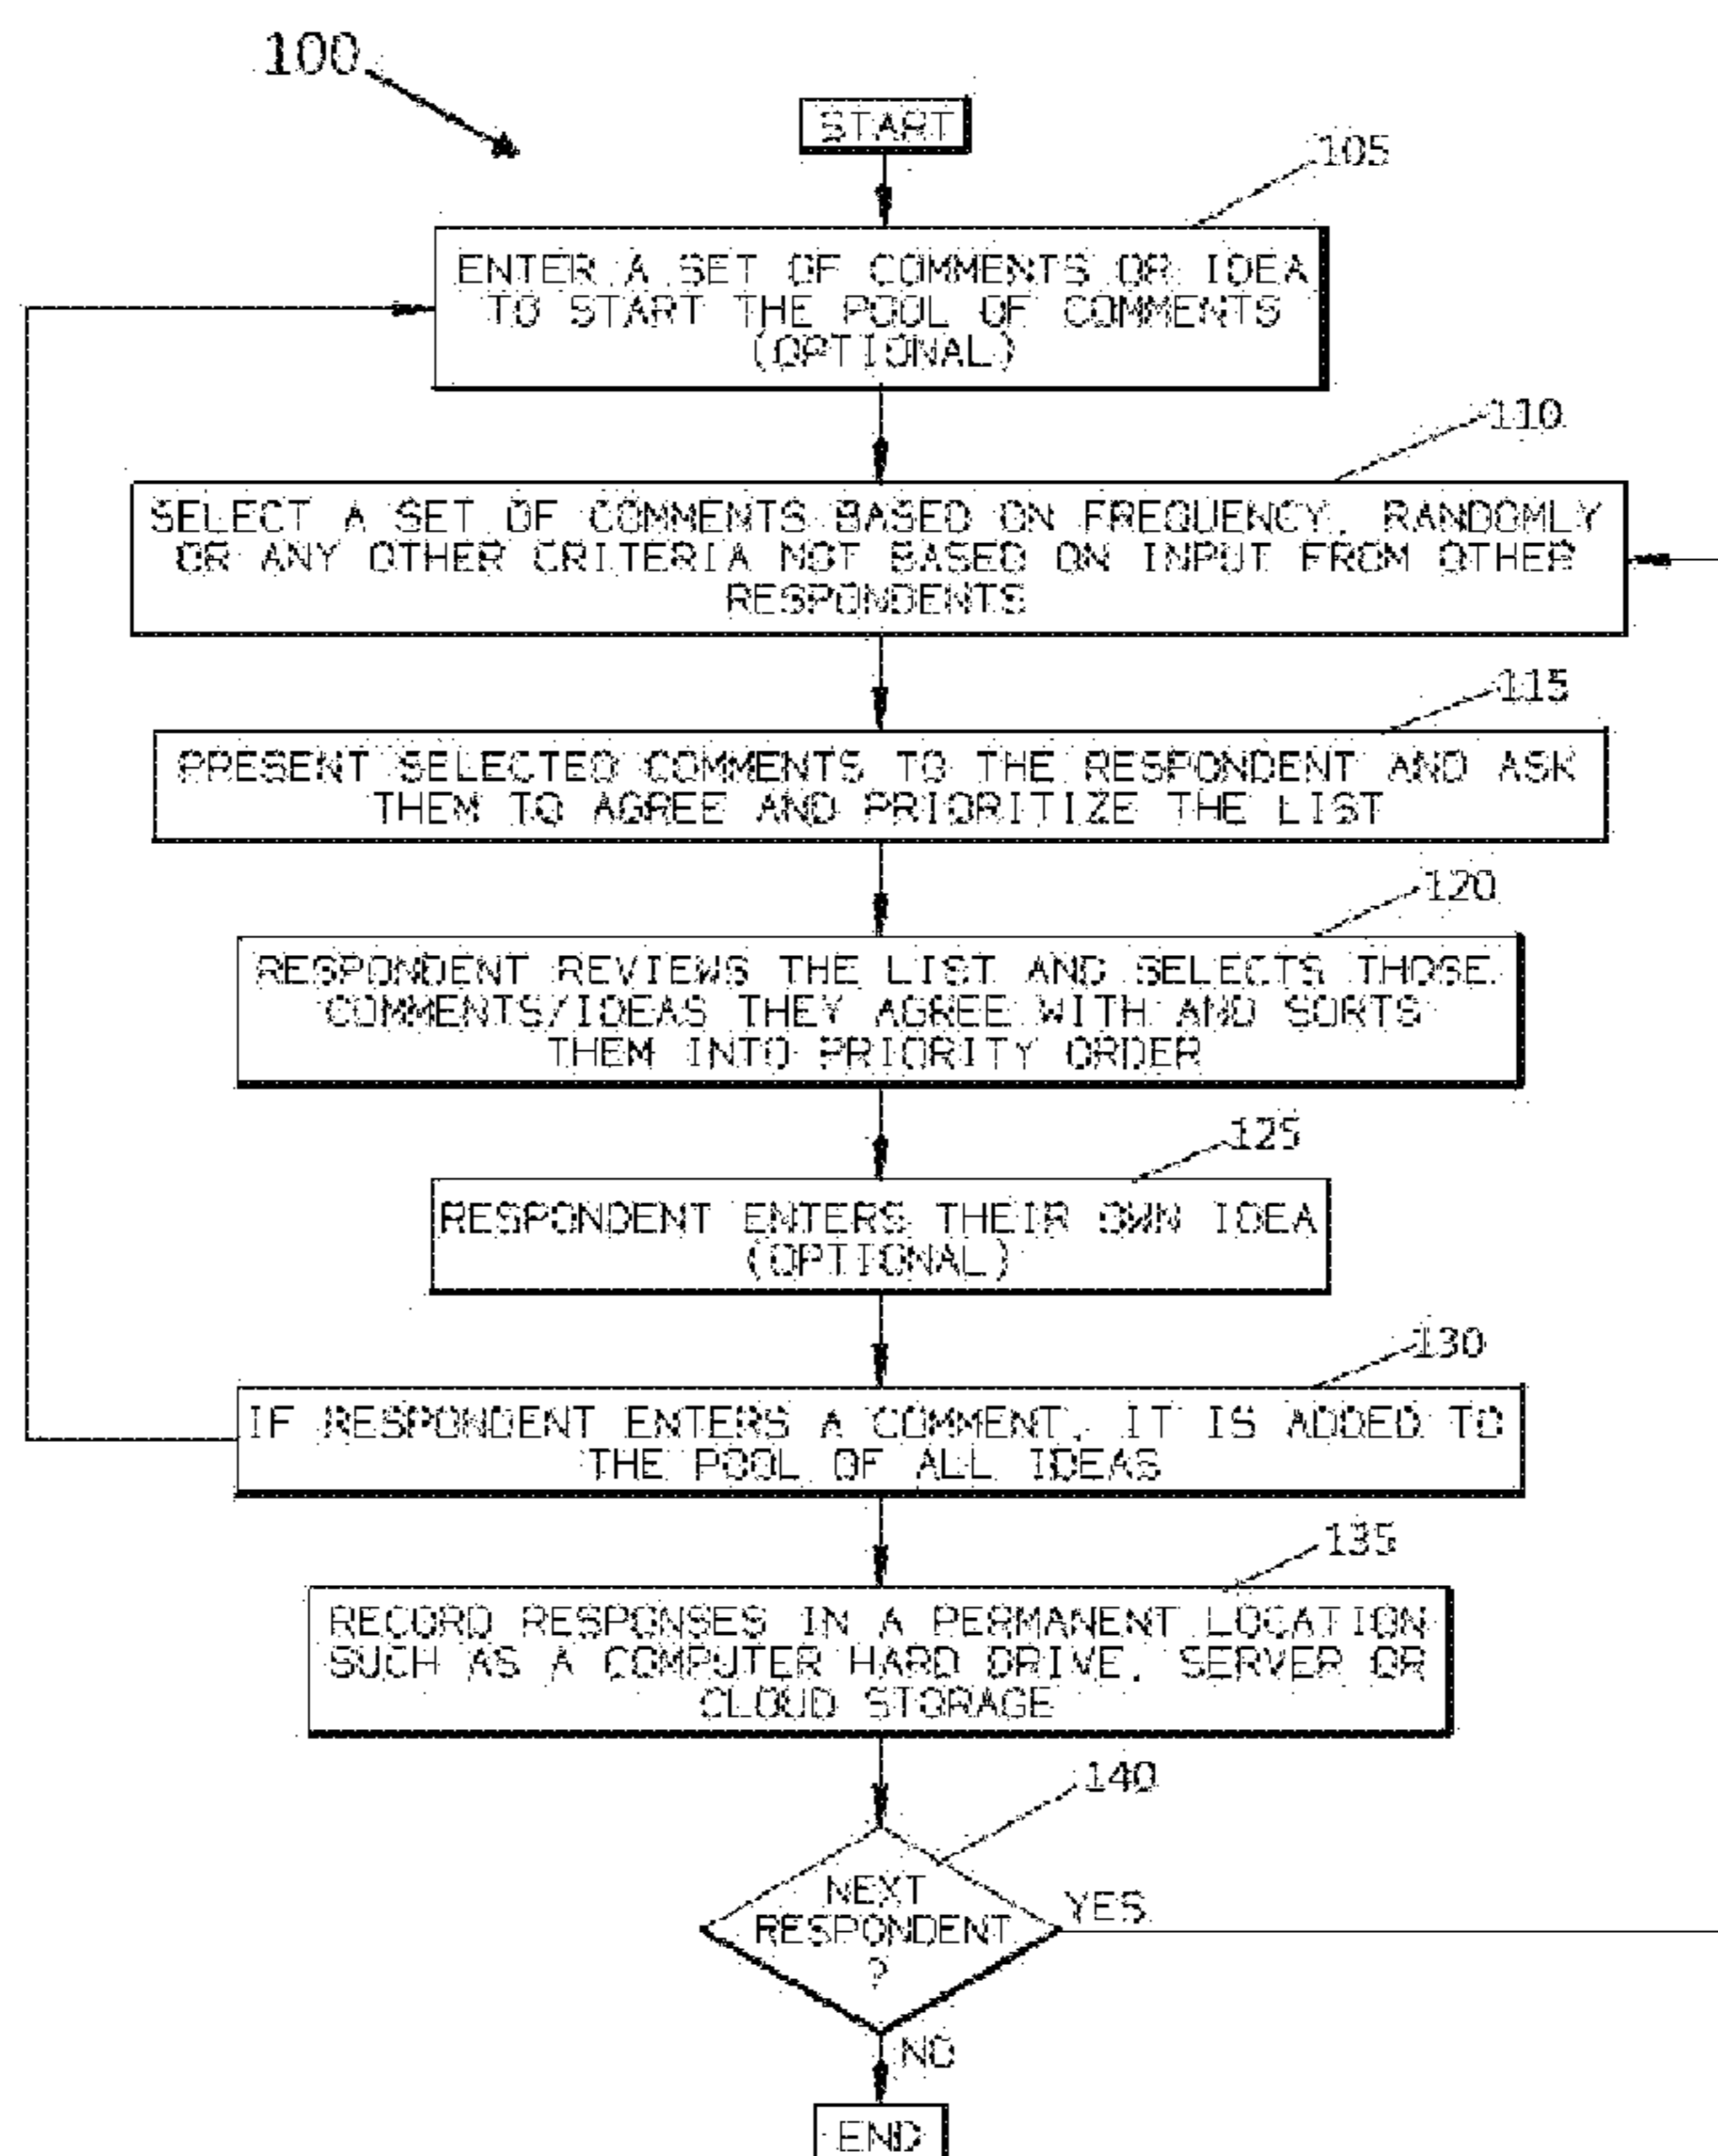 100
START
105
ENTER A SET OF COMMENTS OR IDEA
TO START THE POOL OF COMMENTS
(OPTIONAL)
110
SELECT A SET OF COMMENTS BASED ON FREQUENCY, RANDOMLY
OR ANY OTHER CRITERIA NOT BASED ON INPUT FROM OTHER
RESPONDENTS
115
PRESENT SELECTED COMMENTS TO THE RESPONDENT AND ASK
THEM TO AGREE AND PRIORITIZE THE LIST
120
RESPONDENT REVIEWS THE LIST AND SELECTS THOSE
COMMENTS/IDEAS THEY AGREE WITH AND SORTS
THEM INTO PRIORITY ORDER
125
RESPONDENT ENTERS THEIR OWN IDEA
(OPTIONAL)
130
IF RESPONDENT ENTERS A COMMENT, IT IS ADDED TO
THE POOL OF ALL IDEAS
135
RECORD RESPONSES IN A PERMANENT LOCATION
SUCH AS A COMPUTER HARD DRIVE, SERVER OR
CLOUD STORAGE
140
NEXT
RESPONDENT
?
YES
NO
END